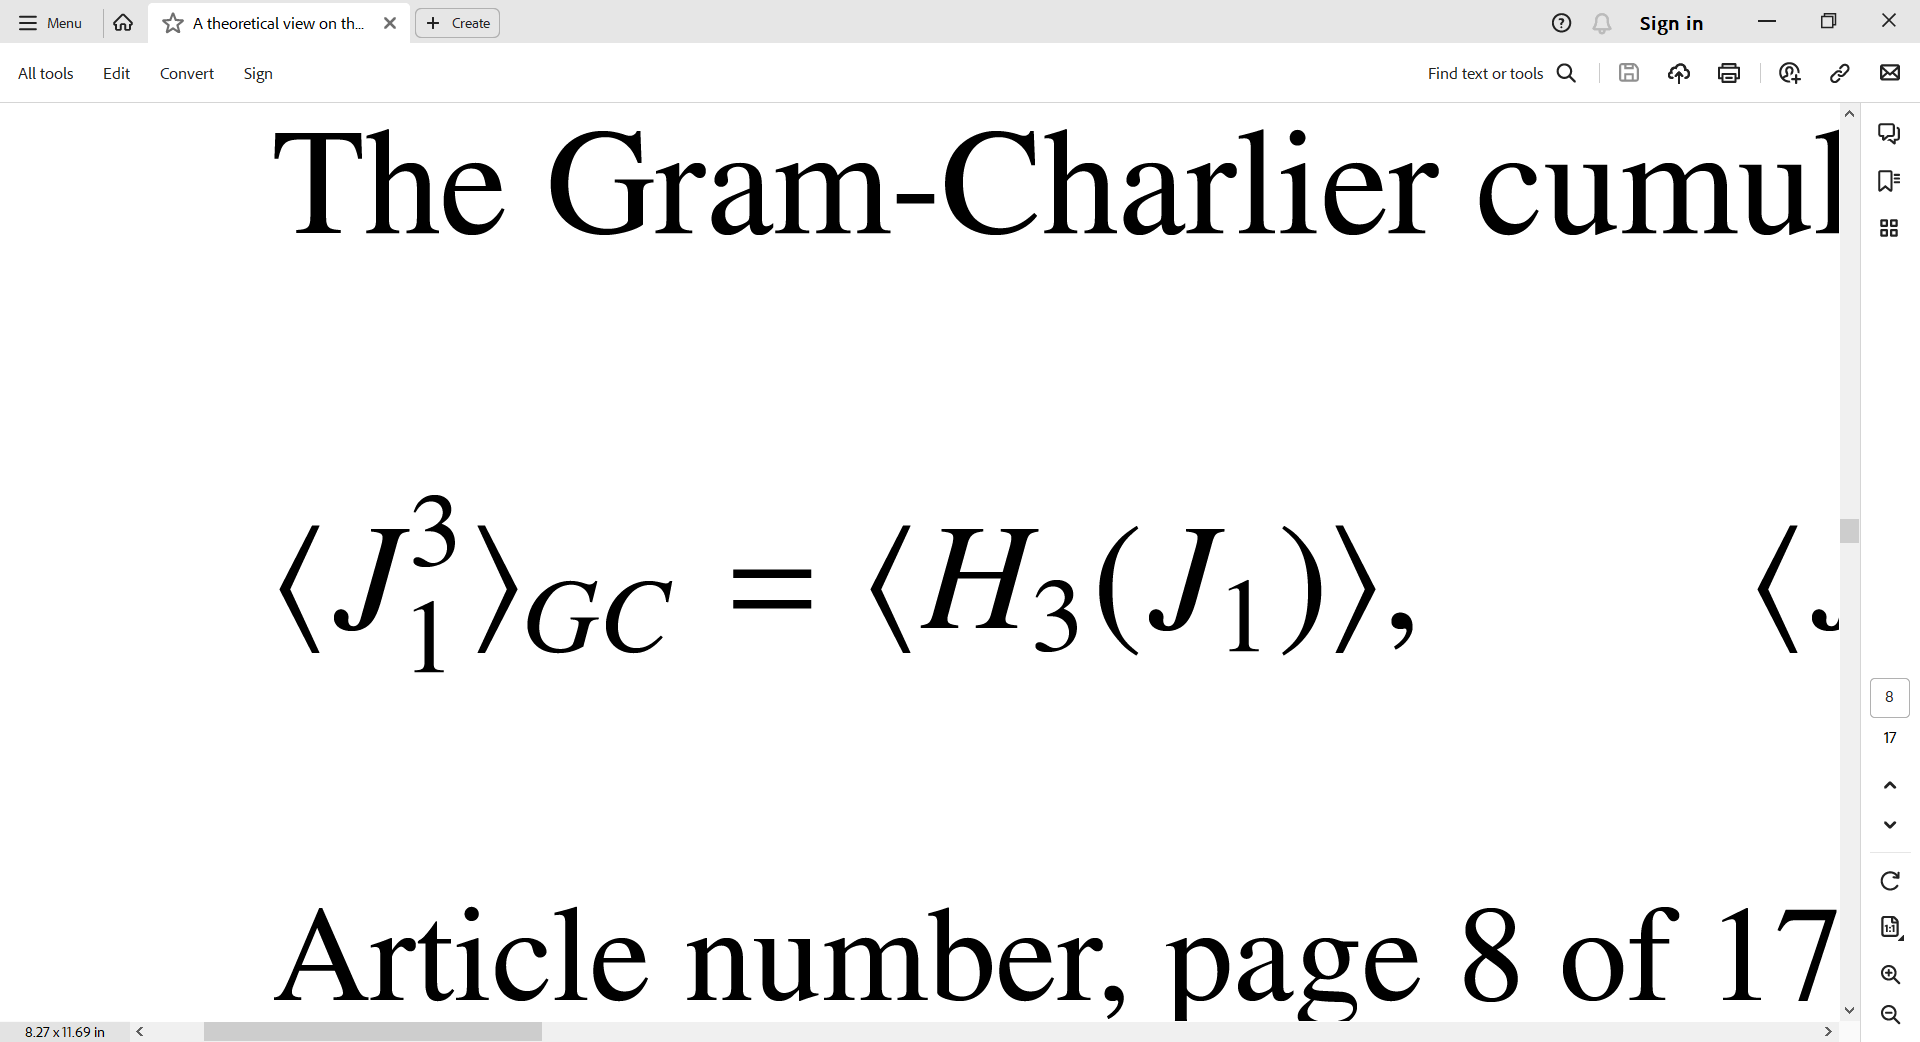 Menu
A theoretical view on th...
Create
Sign in
All tools
Edit
Convert
Sign
Find text or tools
The Gram-Charlier cumul
⟨J₁³⟩GC = ⟨H₃(J₁)⟩, ⟨J
8
17
Article number, page 8 of 17
8.27 x 11.69 in